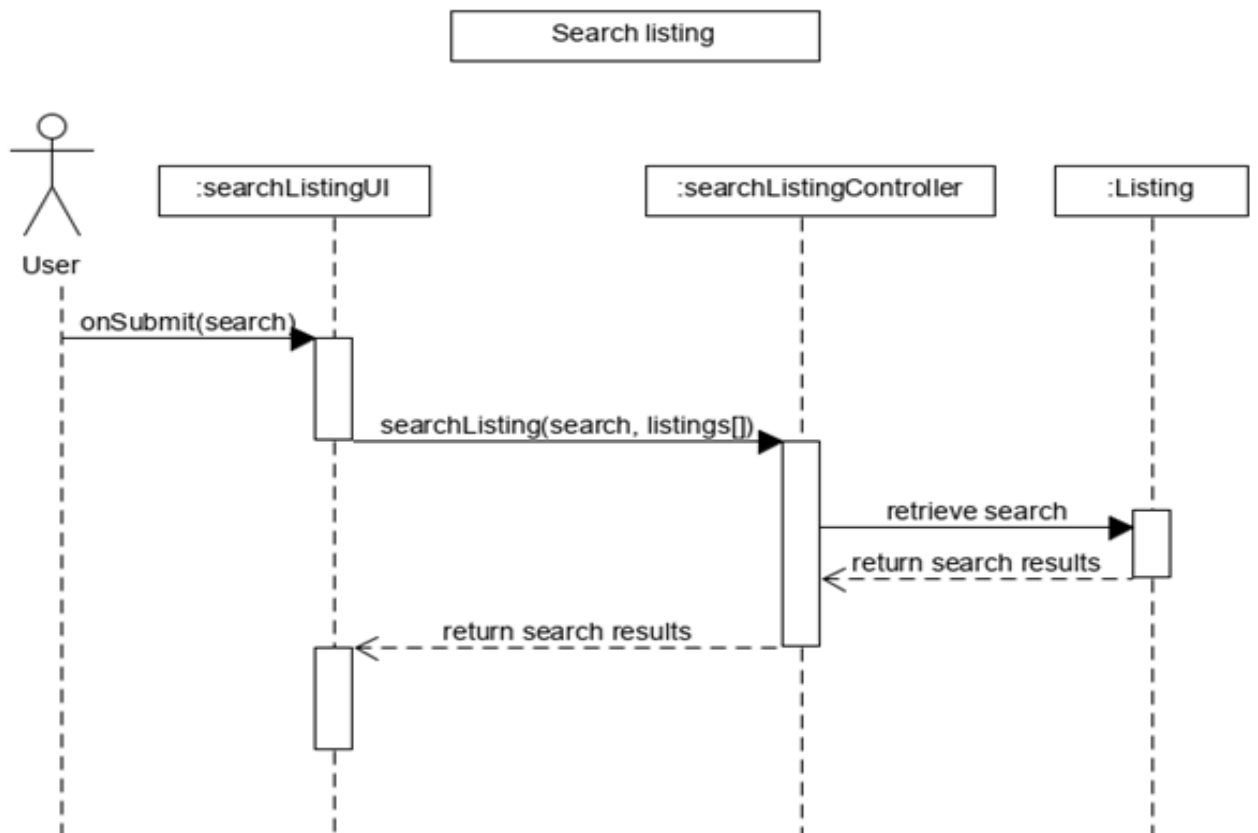 Search listing
:searchListingUI
:searchListingController
:Listing
User
onSubmit(search)
searchListing(search, listings[])
retrieve search
return search results
return search results